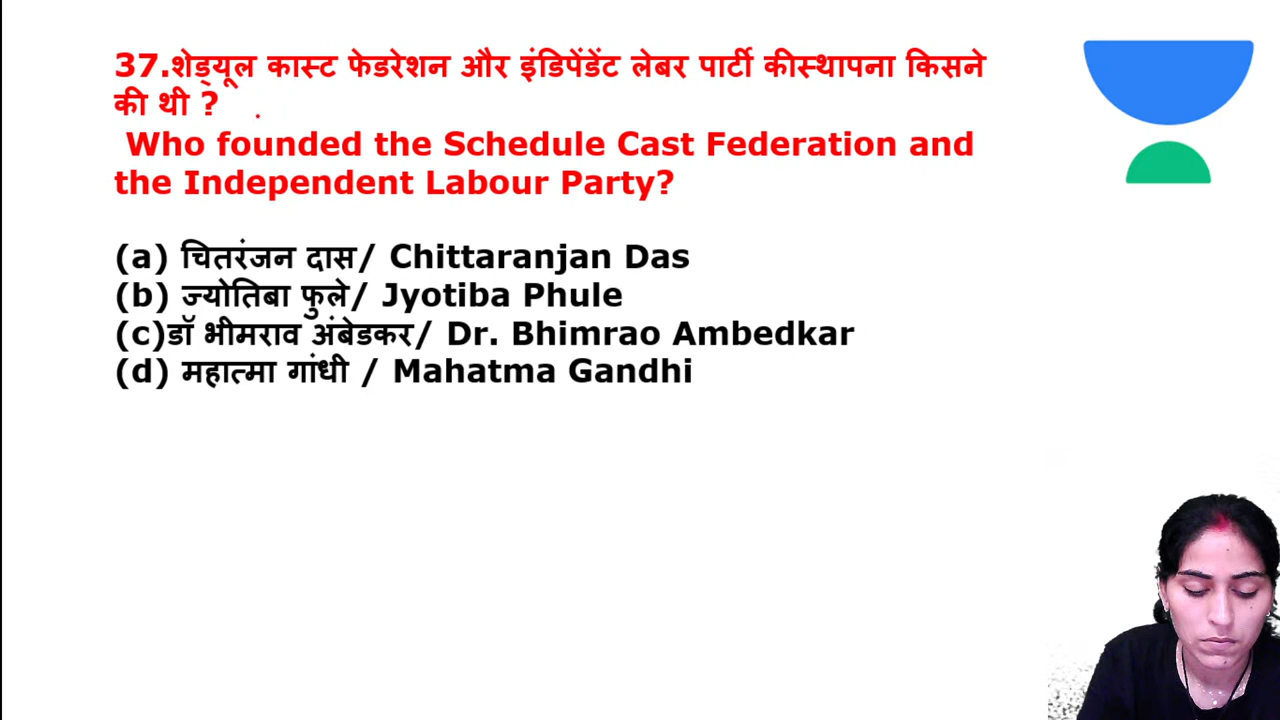 37.शेड्यूल कास्ट फेडरेशन और इंडिपेंडेंट लेबर पार्टी कीस्थापना किसने
की थी ?
Who founded the Schedule Cast Federation and
the Independent Labour Party?
(a) चितरंजन दास/ Chittaranjan Das
(b) ज्योतिबा फुले/ Jyotiba Phule
(c)डॉ भीमराव अंबेडकर/ Dr. Bhimrao Ambedkar
(d) महात्मा गांधी / Mahatma Gandhi